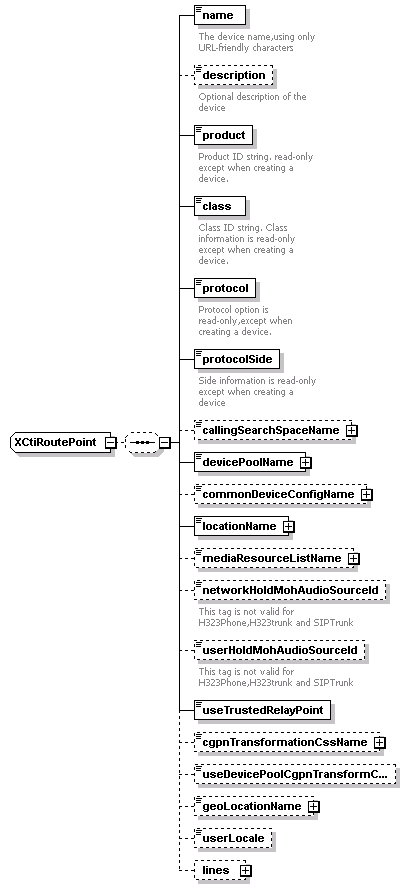 name
The device name,using only
URL-friendly characters
description
Optional description of the
device
product
Product ID string. read-only
except when creating a
device.
class
Class ID string. Class
information is read-only
except when creating a
device.
protocol
Protocol option is
read-only,except when
creating a device.
protocolSide
Side information is read-only
except when creating a
device
XCtiRoutePoint
callingSearchSpaceName
devicePoolName
commonDeviceConfigName
locationName
mediaResourceListName
networkHoldMohAudioSourceId
This tag is not valid for
H323Phone,H323trunk and SIPTrunk
userHoldMohAudioSourceId
This tag is not valid for
H323Phone,H323trunk and SIPTrunk
useTrustedRelayPoint
cgpnTransformationCssName
useDevicePoolCgpnTransformC...
geoLocationName
userLocale
lines